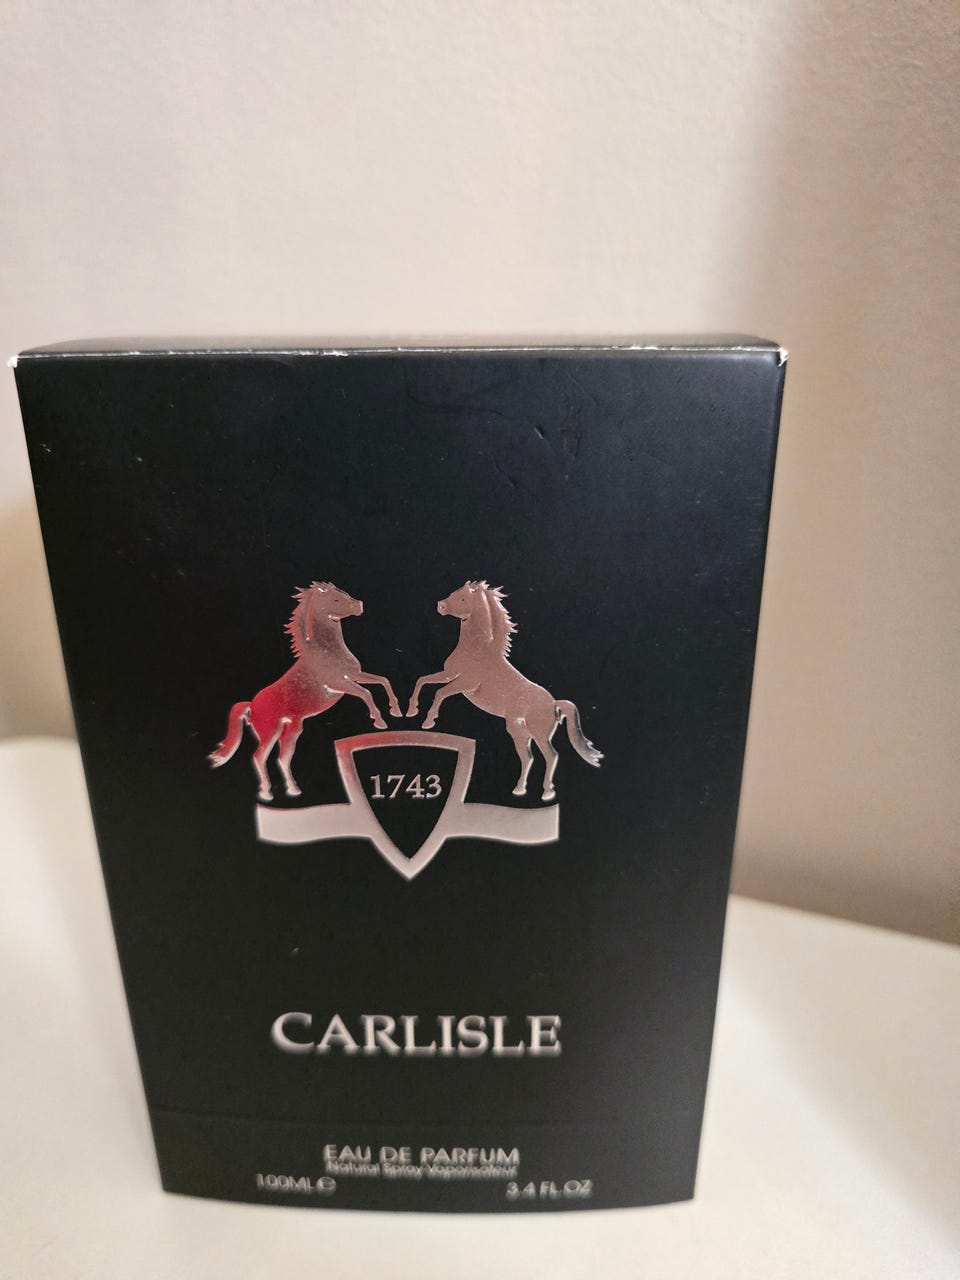 1743
CARLISLE
EAU DE PARFUM
Natural Spray-Vaporisateur
100ML ℮ 3.4 FL.OZ